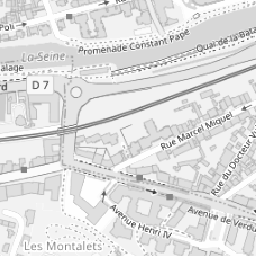 Poli
Promenade Constant Pape
Quai de la Bata
La Seine
alage
rd
D 7
Rue Marcel Miquel
Rue du Docteur V
Avenue Henri IV
Avenue de Verdu
Les Montalets